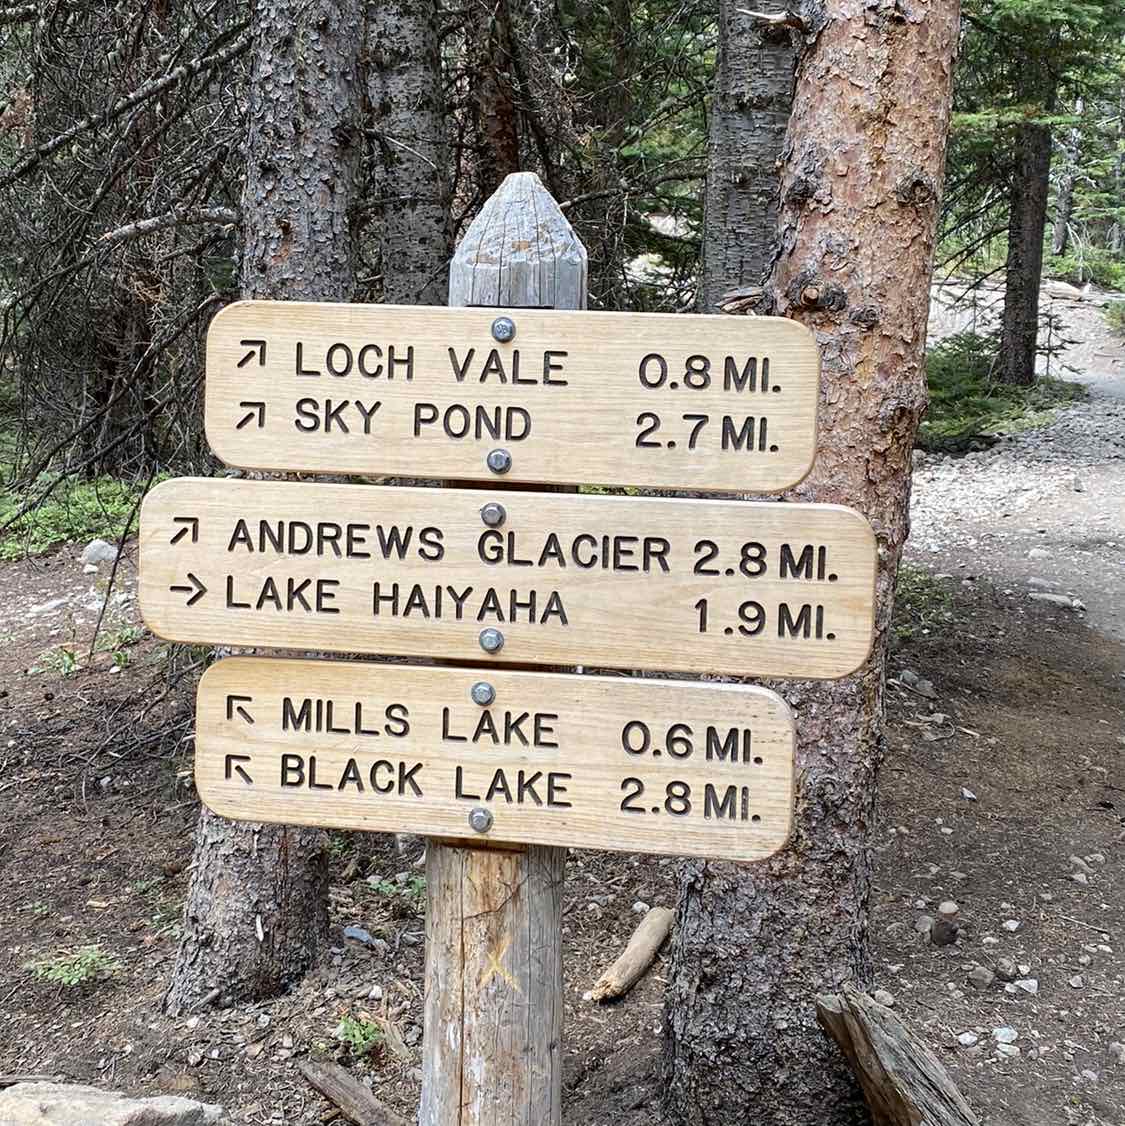 ↗ LOCH VALE 0.8 MI.
↗ SKY POND 2.7 MI.
↗ ANDREWS GLACIER 2.8 MI.
→ LAKE HAIYAHA 1.9 MI.
↖ MILLS LAKE 0.6 MI.
↖ BLACK LAKE 2.8 MI.